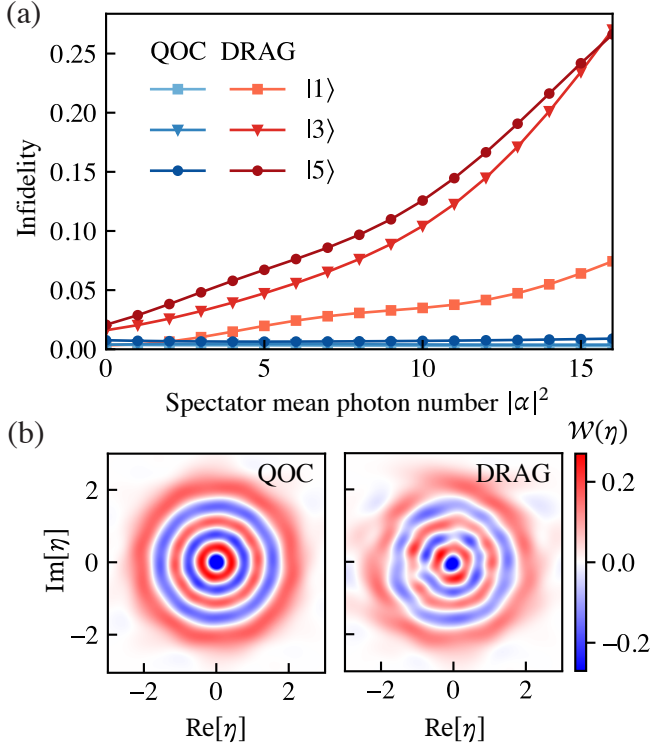 (a)
QOC DRAG
|1⟩
|3⟩
|5⟩
Infidelity
0.25
0.20
0.15
0.10
0.05
0.00
0 5 10 15
Spectator mean photon number |α|²
(b)
𝒲(η)
QOC DRAG
Im[η]
2
0
−2
−2 0 2 −2 0 2
Re[η] Re[η]
0.2
0.0
−0.2